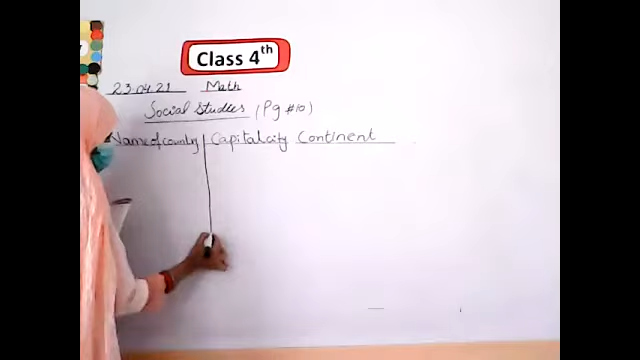 Class 4th
23.04.21 Math
Social Studies (Pg #10)
Name of country Capital city Continent